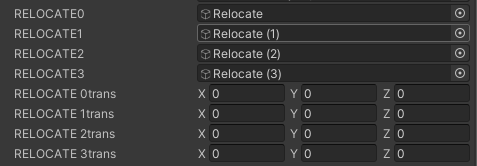 RELOCATE0 Relocate
RELOCATE1 Relocate (1)
RELOCATE2 Relocate (2)
RELOCATE3 Relocate (3)
RELOCATE 0trans X 0 Y 0 Z 0
RELOCATE 1trans X 0 Y 0 Z 0
RELOCATE 2trans X 0 Y 0 Z 0
RELOCATE 3trans X 0 Y 0 Z 0